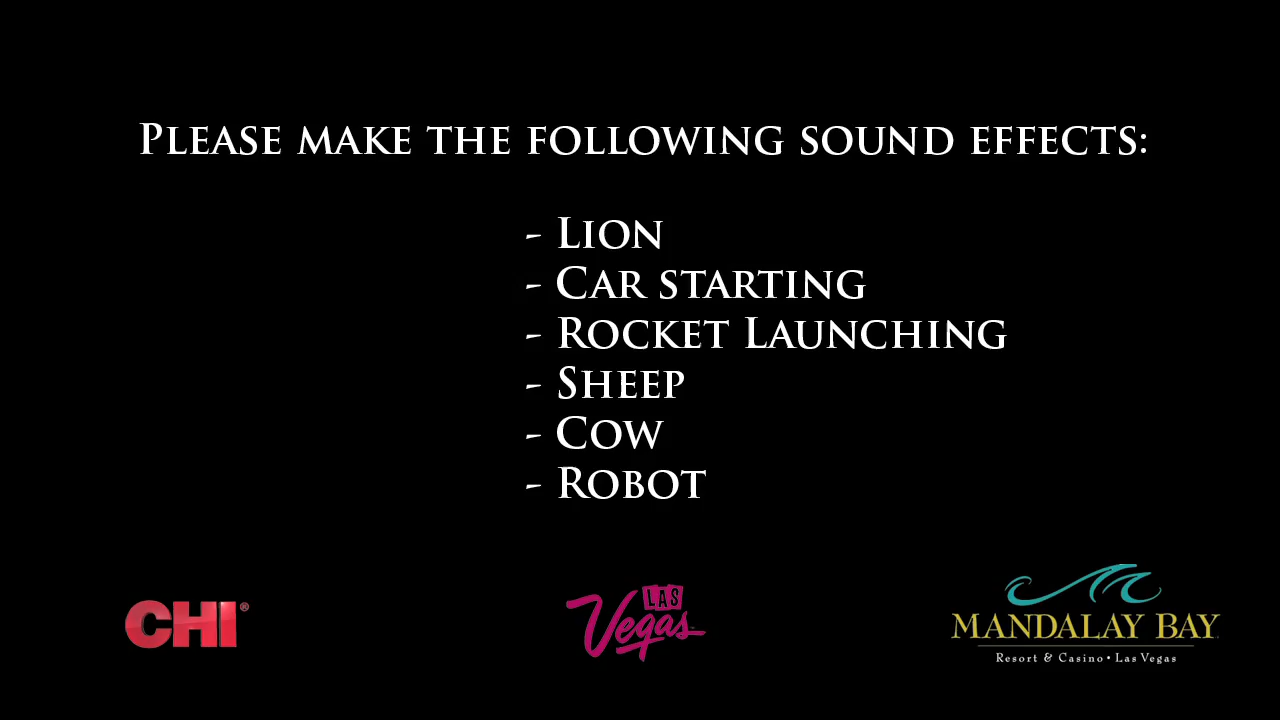 Please make the following sound effects:
- Lion
- Car starting
- Rocket Launching
- Sheep
- Cow
- Robot
CHI®
LAS
Vegas
MANDALAY BAY
Resort & Casino • Las Vegas